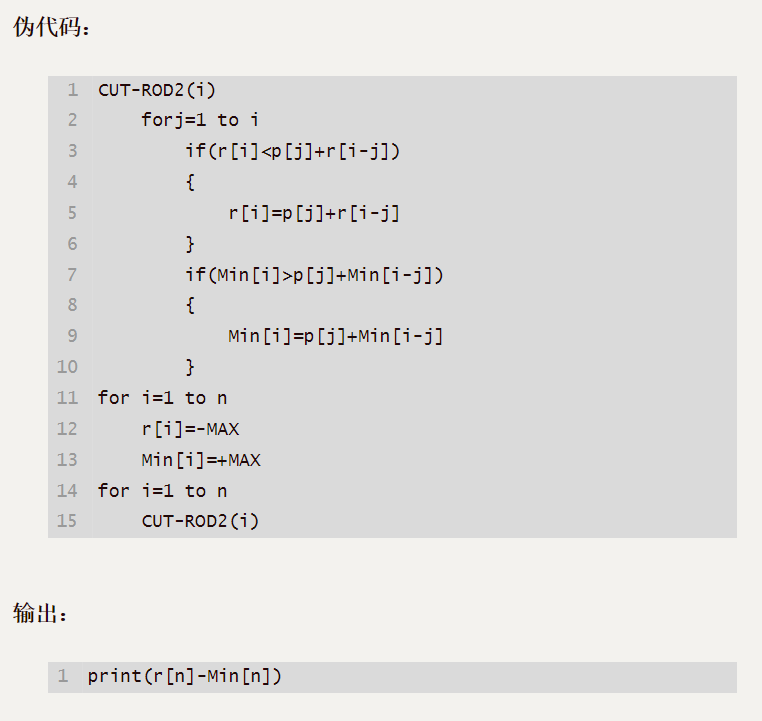 伪代码：
1 CUT-ROD2(i)
2     forj=1 to i
3         if(r[i]<p[j]+r[i-j])
4         {
5             r[i]=p[j]+r[i-j]
6         }
7         if(Min[i]>p[j]+Min[i-j])
8         {
9             Min[i]=p[j]+Min[i-j]
10         }
11 for i=1 to n
12     r[i]=-MAX
13     Min[i]=+MAX
14 for i=1 to n
15     CUT-ROD2(i)
输出：
1 print(r[n]-Min[n])